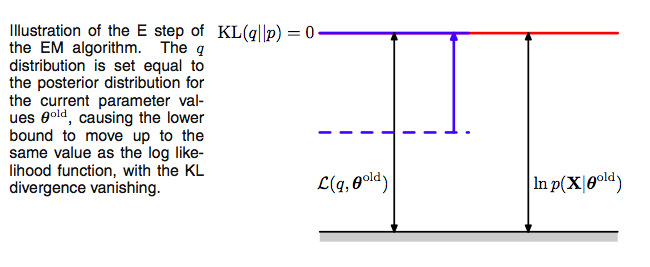 Illustration of the E step of
the EM algorithm. The q
distribution is set equal to
the posterior distribution for
the current parameter val-
ues θ^old, causing the lower
bound to move up to the
same value as the log like-
lihood function, with the KL
divergence vanishing.
KL(q||p) = 0
L(q, θ^old)
ln p(X|θ^old)